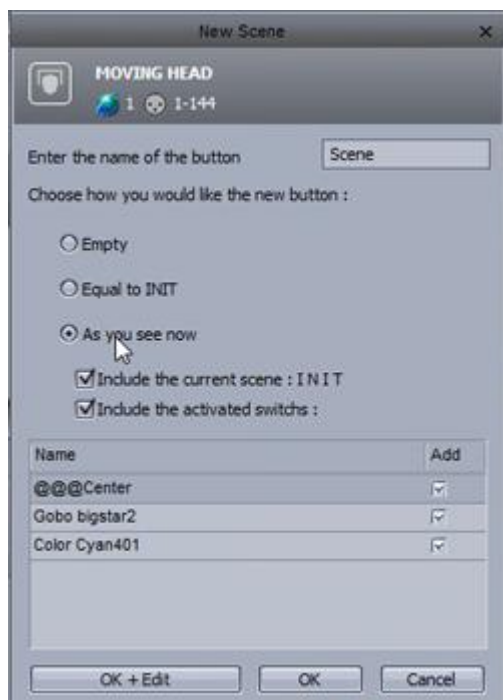 New Scene
MOVING HEAD
1 1-144
Enter the name of the button Scene
Choose how you would like the new button :
Empty
Equal to INIT
As you see now
Include the current scene : I N I T
Include the activated switchs :
Name Add
@@@Center
Gobo bigstar2
Color Cyan401
OK + Edit OK Cancel